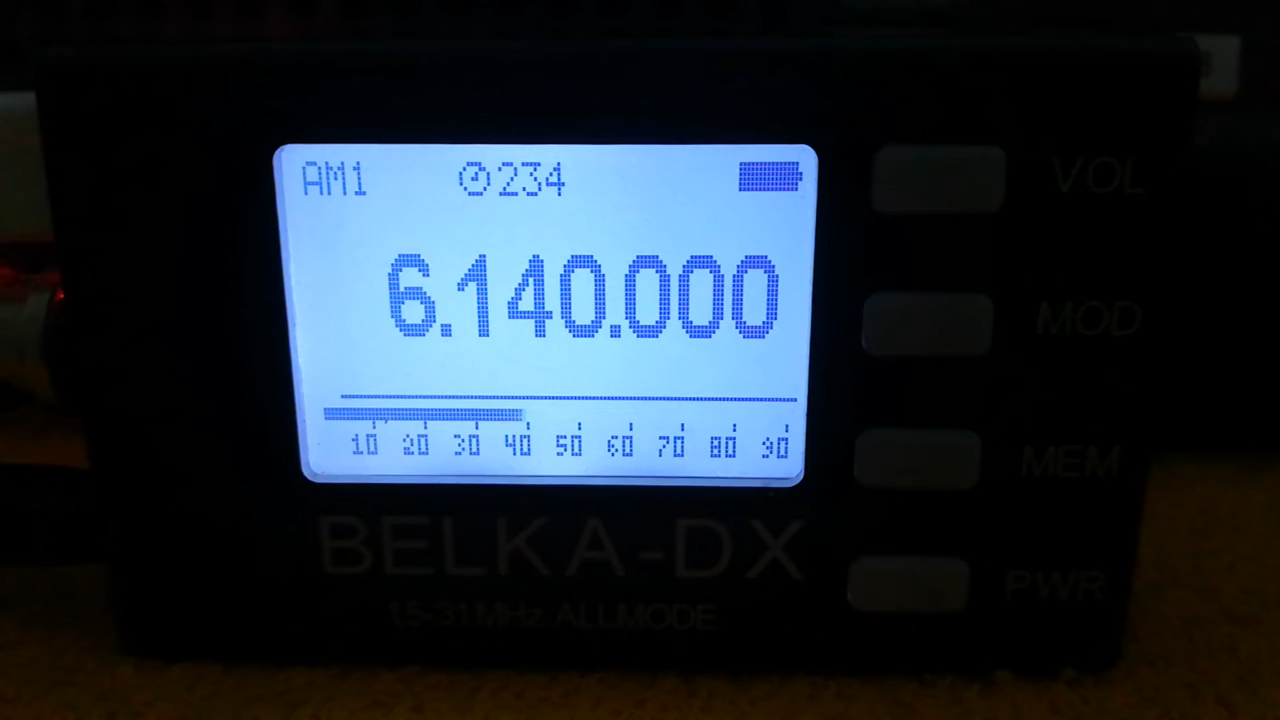 AM1 234
VOL
6.140.000
MOD
10 20 30 40 50 60 70 80 90
MEM
BELKA-DX
PWR
1.5-31MHz ALLMODE